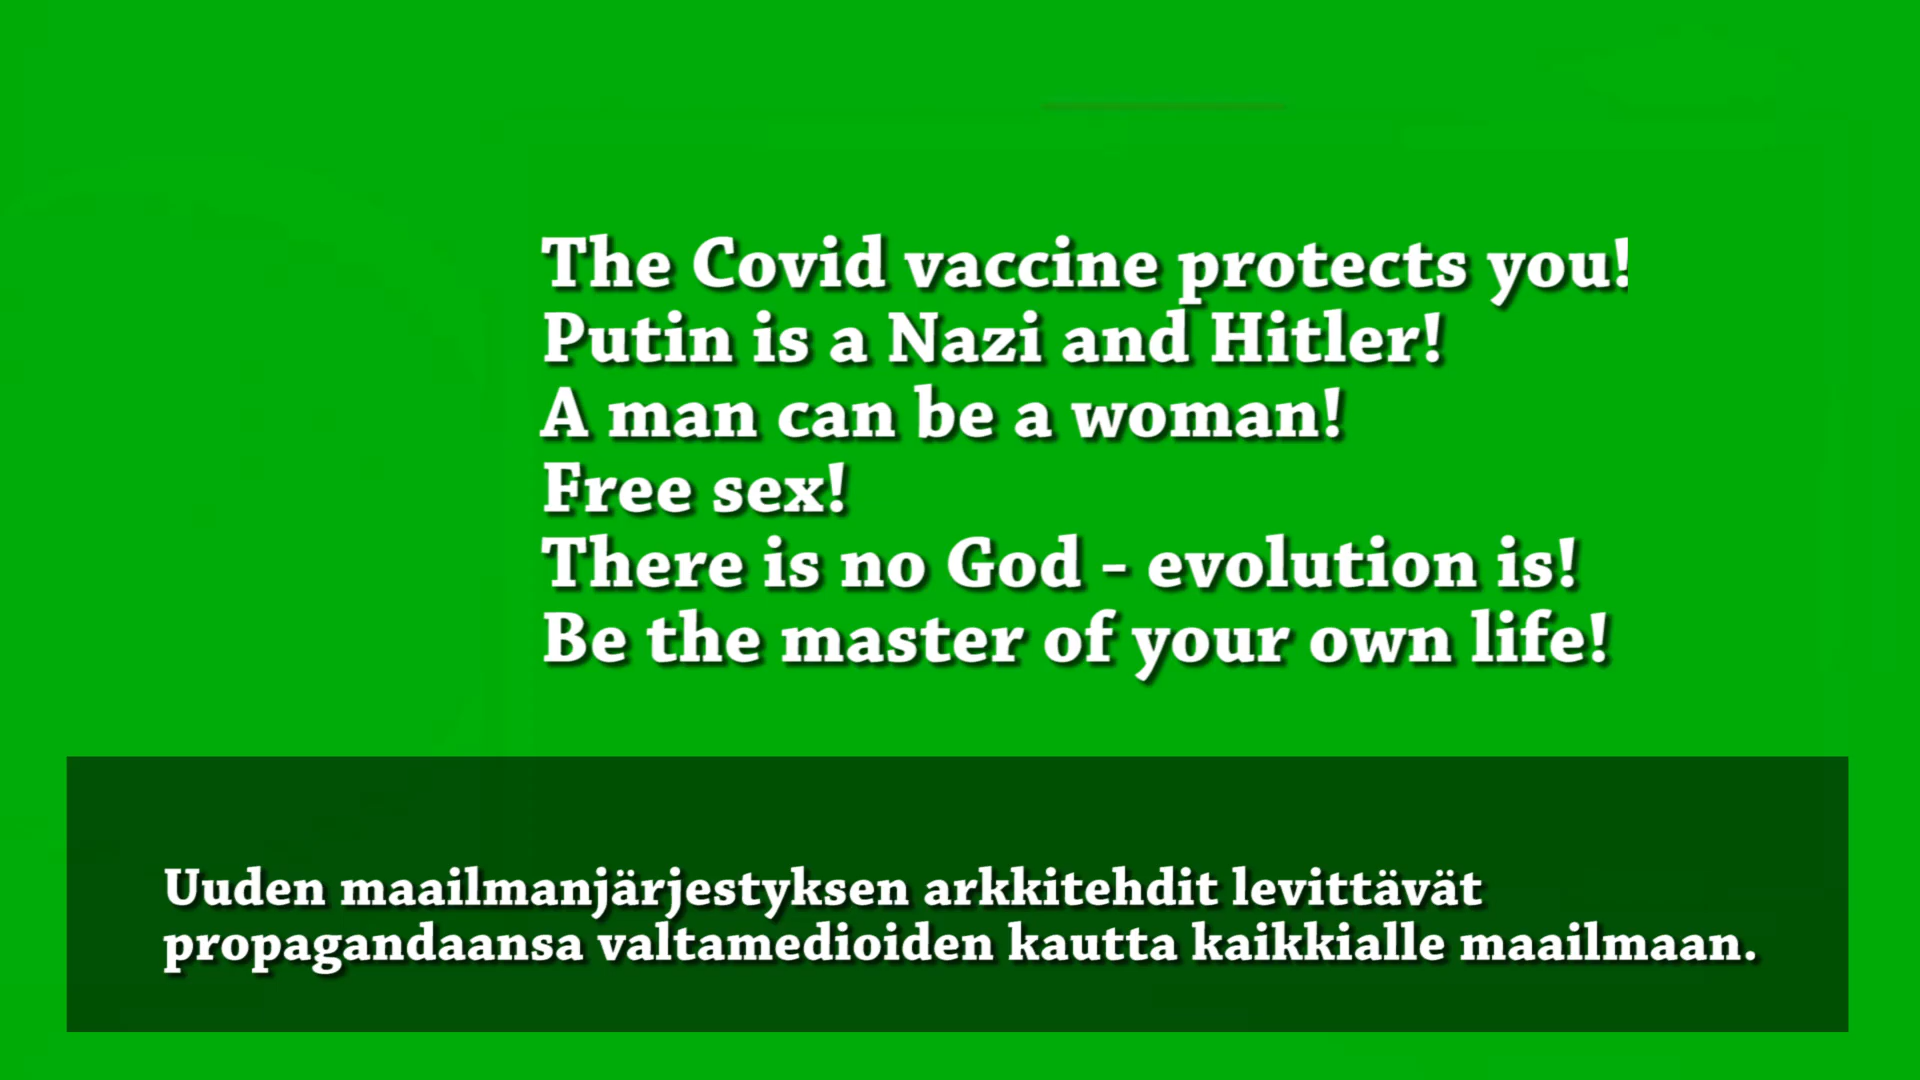 The Covid vaccine protects you!
Putin is a Nazi and Hitler!
A man can be a woman!
Free sex!
There is no God - evolution is!
Be the master of your own life!
Uuden maailmanjärjestyksen arkkitehdit levittävät
propagandaansa valtamedioiden kautta kaikkialle maailmaan.